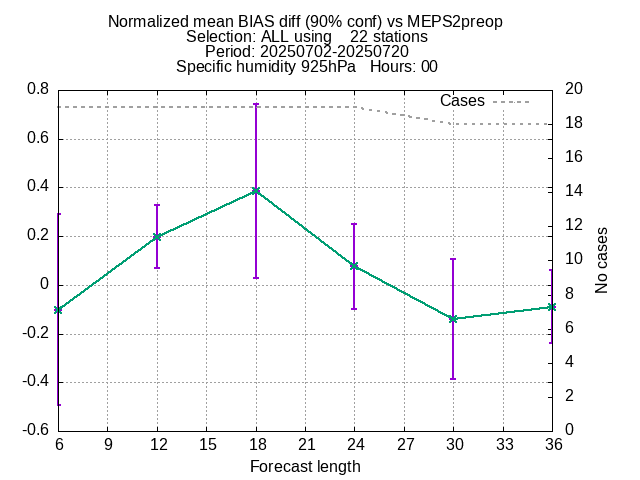 Normalized mean BIAS diff (90% conf) vs MEPS2preop
Selection: ALL using    22 stations
Period: 20250702-20250720
Specific humidity 925hPa   Hours: 00
Cases
0.8
0.6
0.4
0.2
0
-0.2
-0.4
-0.6
20
18
16
14
12
10
8
6
4
2
0
No cases
6 9 12 15 18 21 24 27 30 33 36
Forecast length